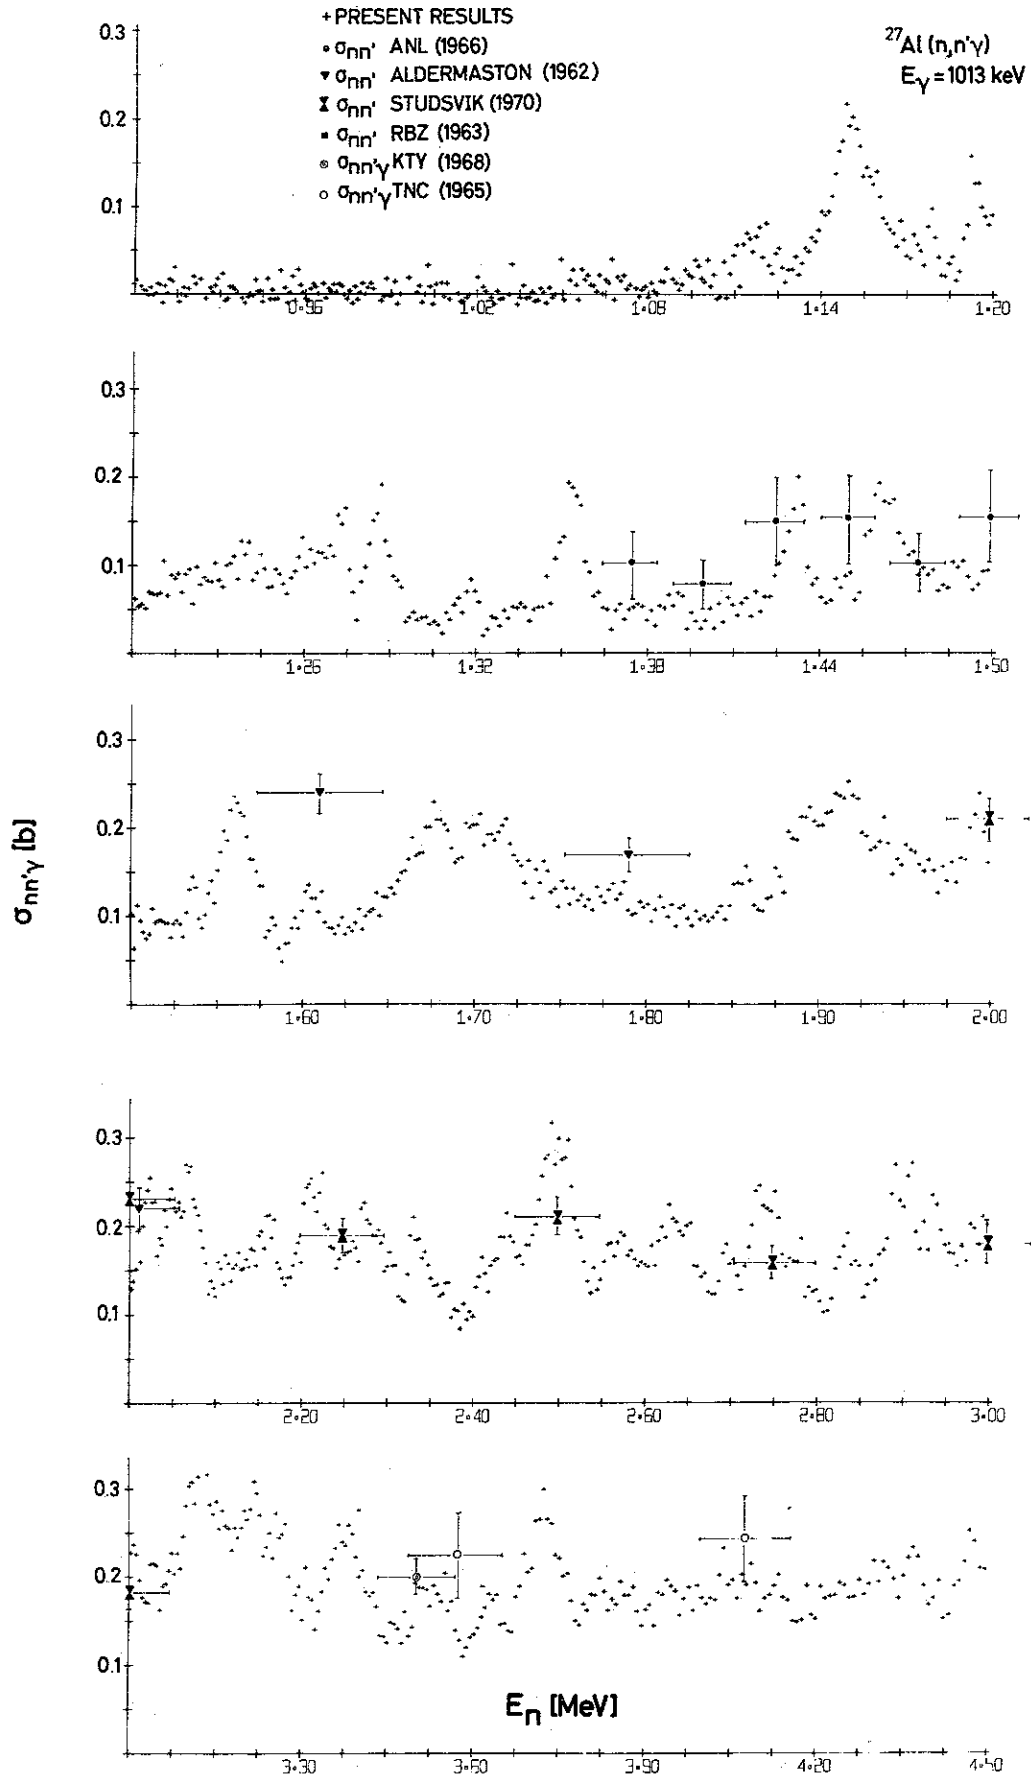 + PRESENT RESULTS
σnn' ANL (1966)
σnn' ALDERMASTON (1962)
σnn' STUDSVIK (1970)
σnn' RBZ (1963)
σnn'γ KTY (1968)
σnn'γ TNC (1965)
27Al (n,n'γ)
Eγ = 1013 keV
0.3
0.2
0.1
0.96 1.02 1.08 1.14 1.20
0.3
0.2
0.1
1.26 1.32 1.38 1.44 1.50
σnn'γ [b]
0.3
0.2
0.1
1.60 1.70 1.80 1.90 2.00
0.3
0.2
0.1
2.20 2.40 2.60 2.80 3.00
0.3
0.2
0.1
En [MeV]
3.30 3.60 3.90 4.20 4.50